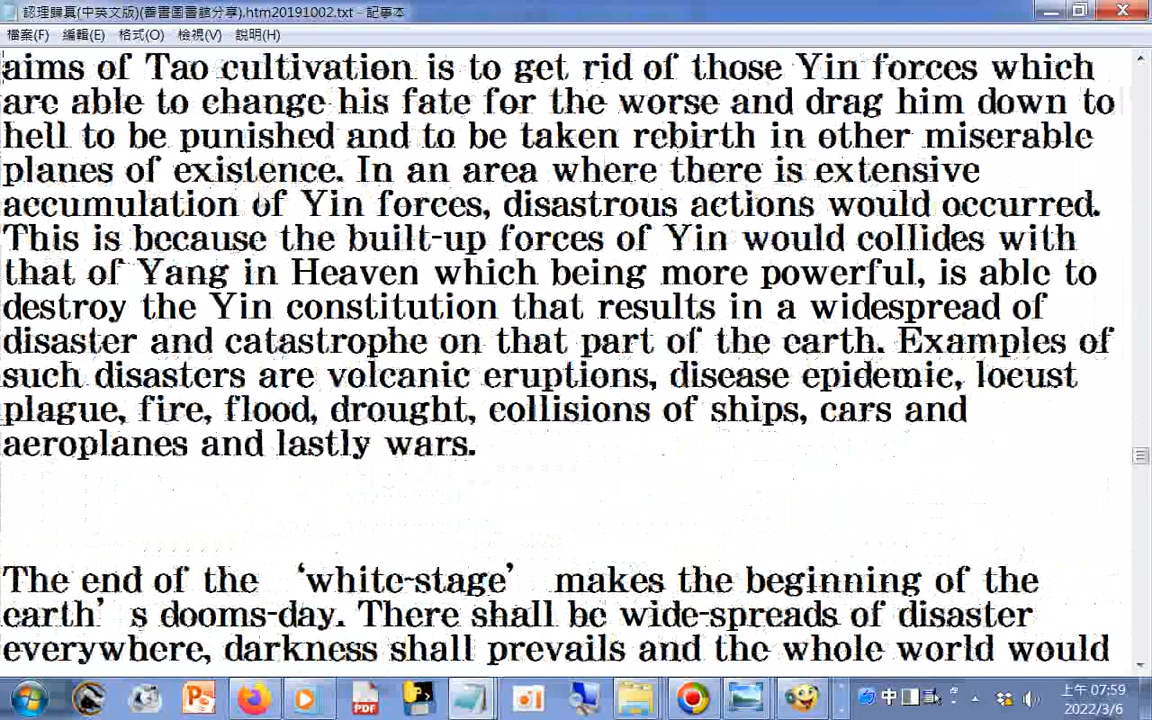 認理歸真(中英文版)(善書圖書館分享).htm20191002.txt - 記事本
檔案(F) 編輯(E) 格式(O) 檢視(V) 說明(H)
aims of Tao cultivation is to get rid of those Yin forces which
are able to change his fate for the worse and drag him down to
hell to be punished and to be taken rebirth in other miserable
planes of existence. In an area where there is extensive
accumulation of Yin forces, disastrous actions would occurred.
This is because the built-up forces of Yin would collides with
that of Yang in Heaven which being more powerful, is able to
destroy the Yin constitution that results in a widespread of
disaster and catastrophe on that part of the earth. Examples of
such disasters are volcanic eruptions, disease epidemic, locust
plague, fire, flood, drought, collisions of ships, cars and
aeroplanes and lastly wars.
The end of the ‘white-stage’ makes the beginning of the
earth’s dooms-day. There shall be wide-spreads of disaster
everywhere, darkness shall prevails and the whole world would
中
上午 07:59
2022/3/6
PDF